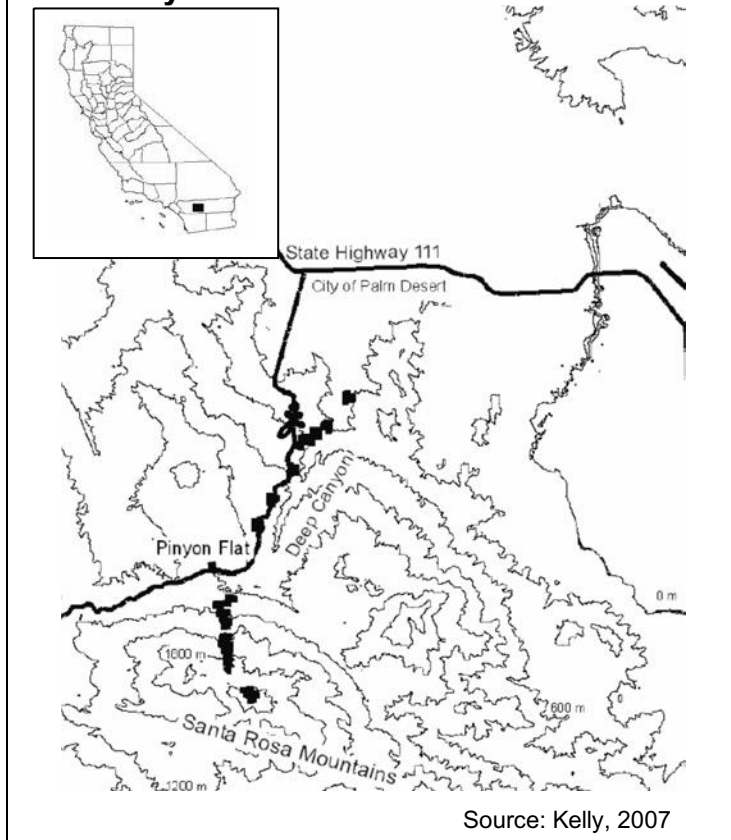 State Highway 111
City of Palm Desert
Deep Canyon
Pinyon Flat
0 m
1000 m
600 m
Santa Rosa Mountains
1200 m
Source: Kelly, 2007